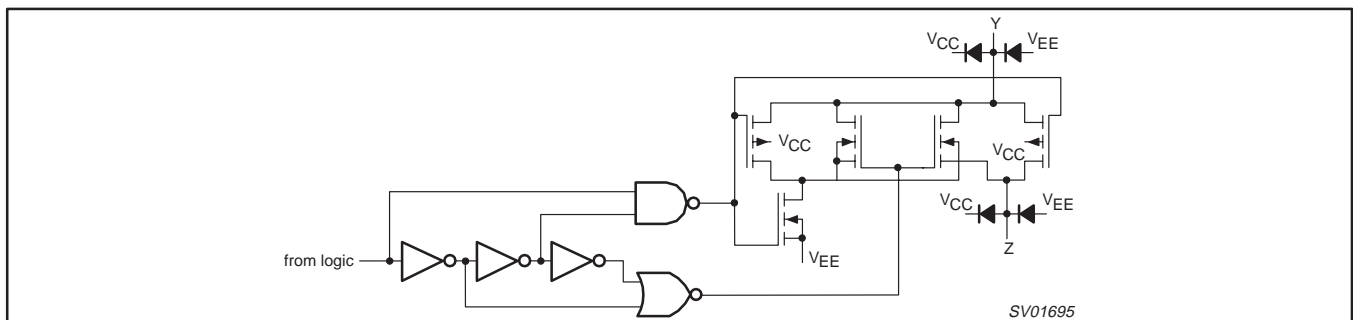 Y
VCC
VEE
VCC
VCC
VCC
VEE
from logic
VEE
Z
SV01695